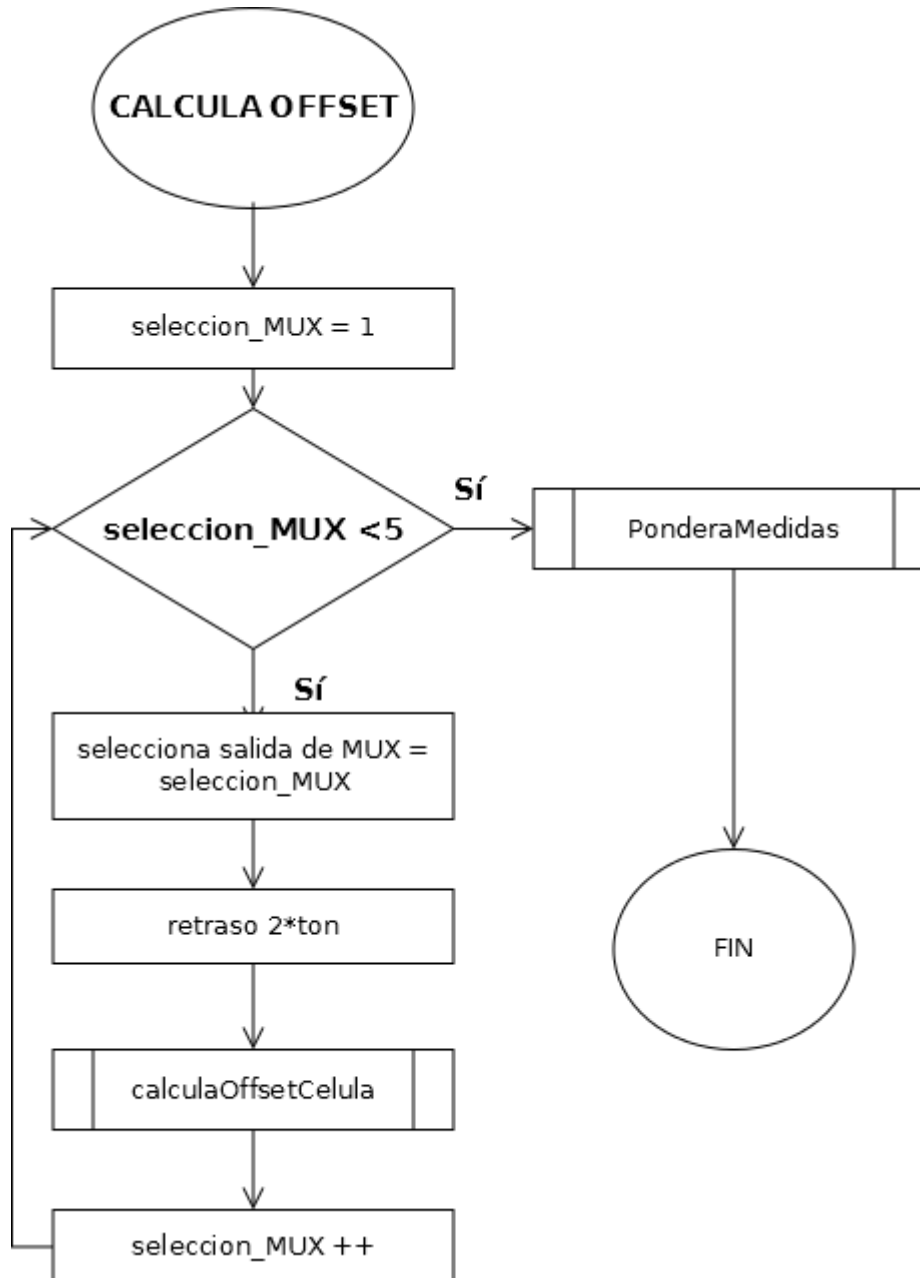 CALCULA OFFSET
seleccion_MUX = 1
seleccion_MUX <5
Sí
PonderaMedidas
Sí
selecciona salida de MUX =
seleccion_MUX
retraso 2*ton
FIN
calculaOffsetCelula
seleccion_MUX ++